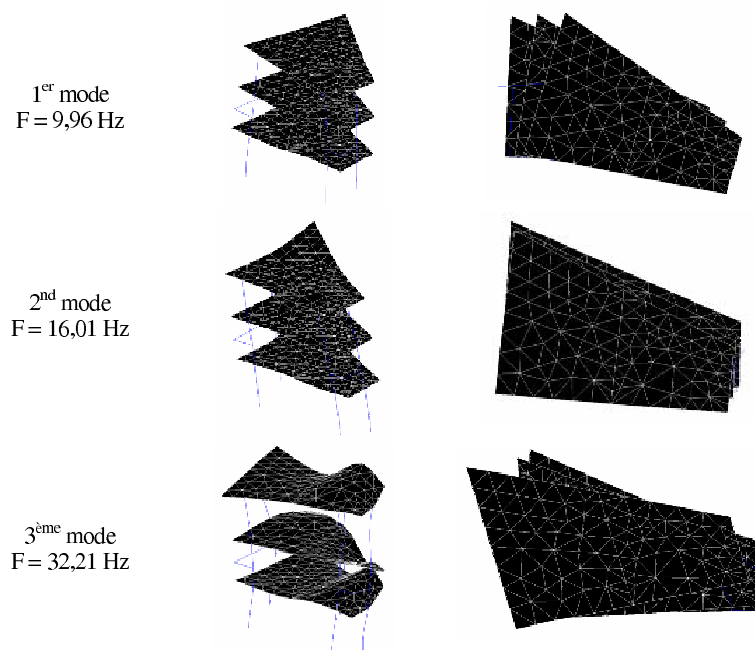 1er mode
F = 9,96 Hz
2nd mode
F = 16,01 Hz
3ème mode
F = 32,21 Hz